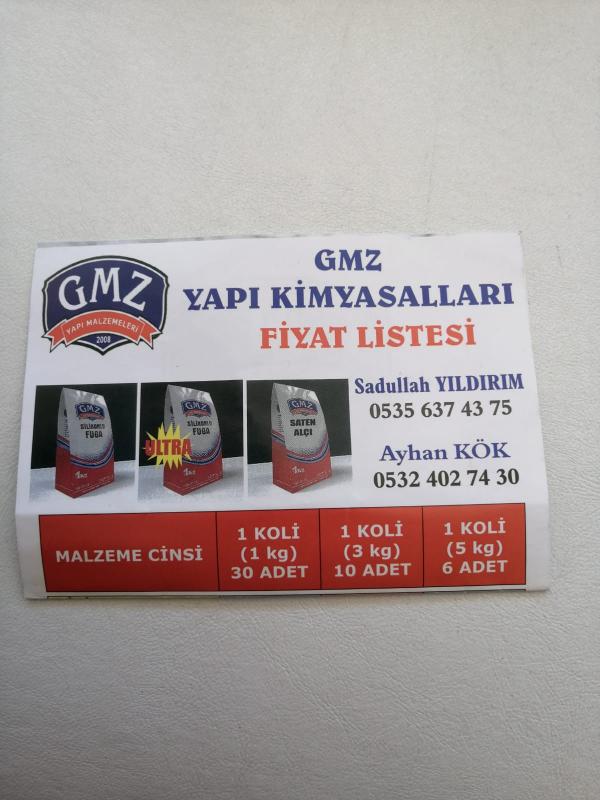 GMZ
YAPI MALZEMELERİ
2008
GMZ
YAPI KİMYASALLARI
FİYAT LİSTESİ
GMZ
SİLİKONLU
FUGA
1KG
GMZ
SİLİKONLU
FUGA
ULTRA
1KG
GMZ
SATEN
ALÇI
1KG
Sadullah YILDIRIM
0535 637 43 75
Ayhan KÖK
0532 402 74 30
MALZEME CİNSİ
1 KOLİ
(1 kg)
30 ADET
1 KOLİ
(3 kg)
10 ADET
1 KOLİ
(5 kg)
6 ADET